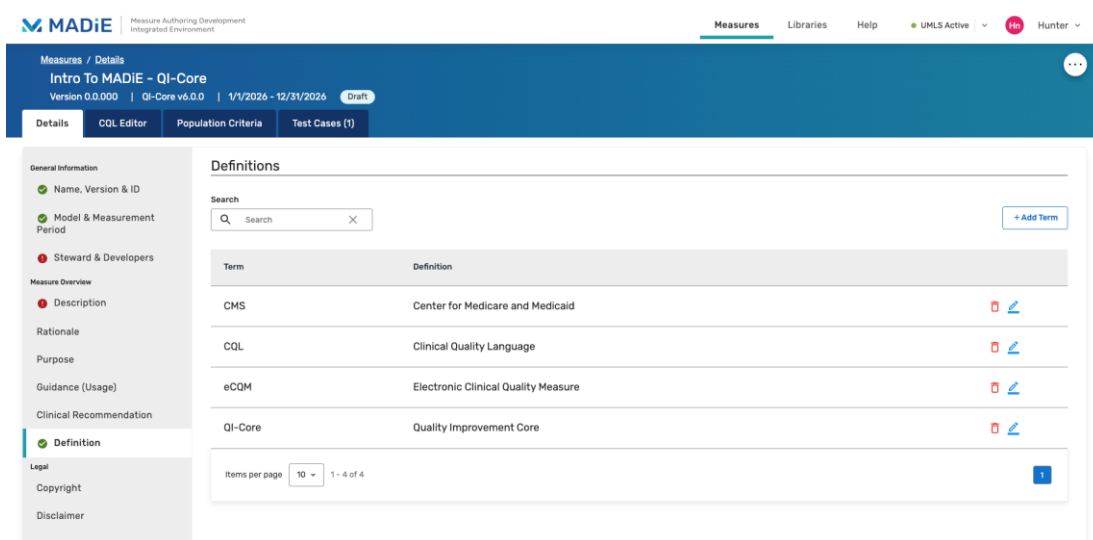 MADiE Measure Authoring Development
Integrated Environment
Measures Libraries Help UMLS Active Hn Hunter
Measures / Details
Intro To MADiE - QI-Core
Version 0.0.000 | QI-Core v6.0.0 | 1/1/2026 - 12/31/2026 Draft
Details CQL Editor Population Criteria Test Cases (1)
General Information
Name, Version & ID
Model & Measurement
Period
Steward & Developers
Measure Overview
Description
Rationale
Purpose
Guidance (Usage)
Clinical Recommendation
Definition
Legal
Copyright
Disclaimer
Definitions
Search
Search
+ Add Term
Term Definition
CMS Center for Medicare and Medicaid
CQL Clinical Quality Language
eCQM Electronic Clinical Quality Measure
QI-Core Quality Improvement Core
Items per page 10 1 - 4 of 4 1